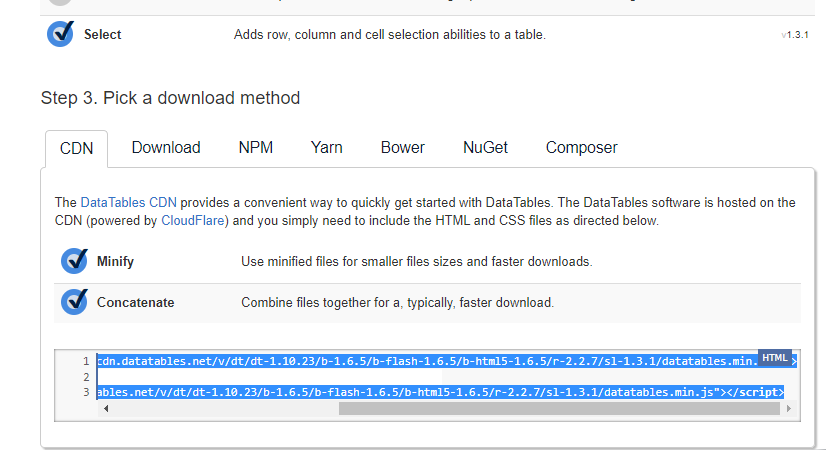 Select Adds row, column and cell selection abilities to a table. v1.3.1
Step 3. Pick a download method
CDN Download NPM Yarn Bower NuGet Composer
The DataTables CDN provides a convenient way to quickly get started with DataTables. The DataTables software is hosted on the
CDN (powered by CloudFlare) and you simply need to include the HTML and CSS files as directed below.
Minify Use minified files for smaller files sizes and faster downloads.
Concatenate Combine files together for a, typically, faster download.
HTML
1 cdn.datatables.net/v/dt/dt-1.10.23/b-1.6.5/b-flash-1.6.5/b-html5-1.6.5/r-2.2.7/sl-1.3.1/datatables.min. >
2
3 ables.net/v/dt/dt-1.10.23/b-1.6.5/b-flash-1.6.5/b-html5-1.6.5/r-2.2.7/sl-1.3.1/datatables.min.js"></script>